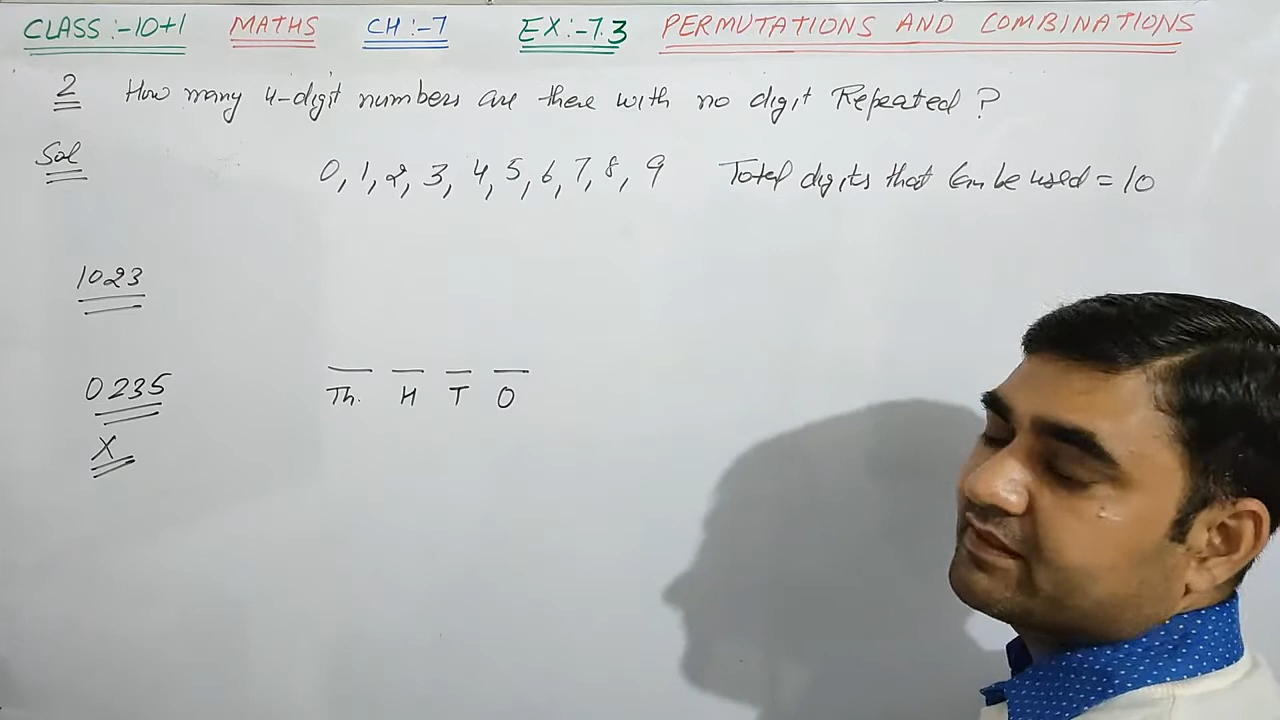 CLASS:-10+1 MATHS CH:-7 EX:-7.3 PERMUTATIONS AND COMBINATIONS
2 How many 4-digit numbers are there with no digit Repeated?
Sol 0, 1, 2, 3, 4, 5, 6, 7, 8, 9 Total digits that can be used = 10
1023
0235
Th. H T O
X